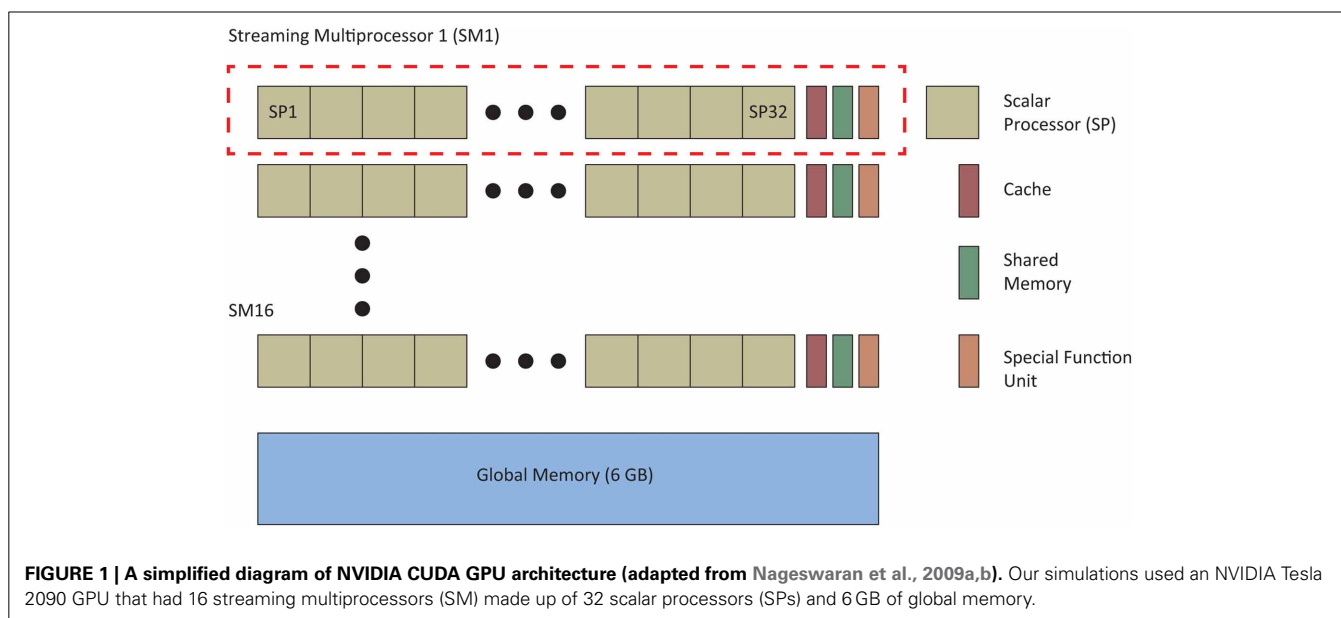 Streaming Multiprocessor 1 (SM1)
SP1
SP32
Scalar
Processor (SP)
Cache
Shared
Memory
SM16
Special Function
Unit
Global Memory (6 GB)
FIGURE 1 | A simplified diagram of NVIDIA CUDA GPU architecture (adapted from Nageswaran et al., 2009a,b). Our simulations used an NVIDIA Tesla
2090 GPU that had 16 streaming multiprocessors (SM) made up of 32 scalar processors (SPs) and 6 GB of global memory.